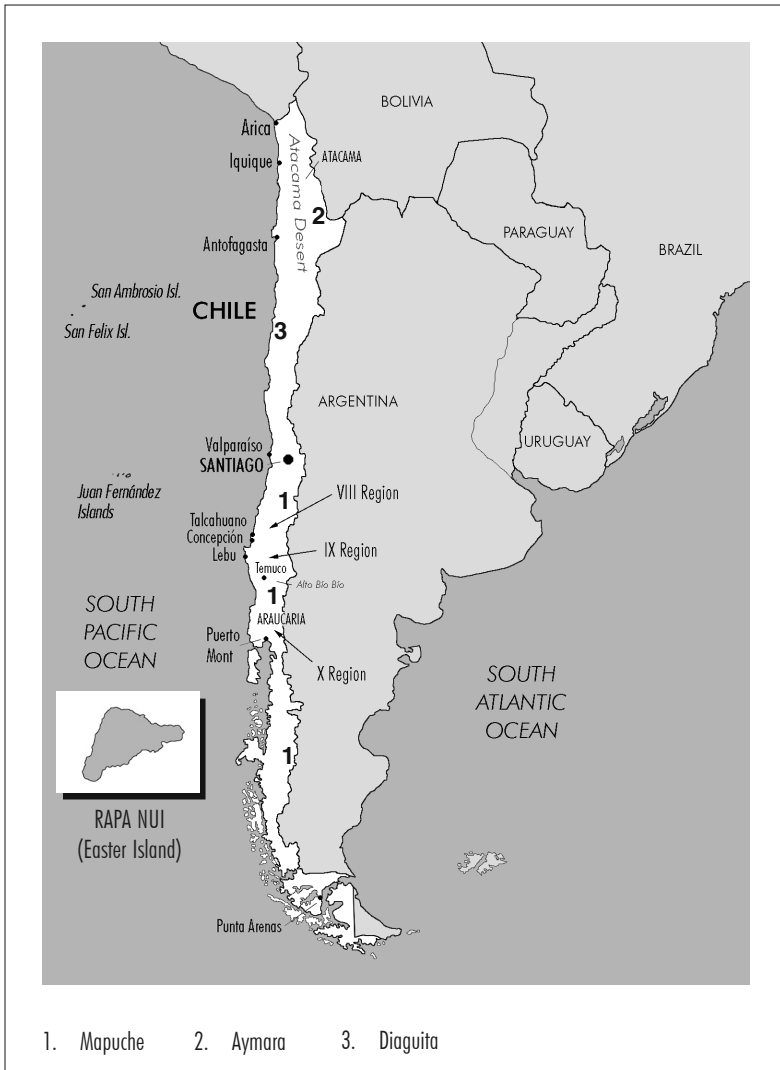 BOLIVIA
Arica
Iquique
ATACAMA
Atacama Desert
2
PARAGUAY
Antofagasta
BRAZIL
San Ambrosio Isl.
CHILE
San Felix Isl.
3
ARGENTINA
Valparaíso
SANTIAGO
URUGUAY
Juan Fernández
Islands
1
VIII Region
Talcahuano
Concepción
Lebu
IX Region
Temuco
Alto Bío Bío
1
SOUTH
PACIFIC
OCEAN
ARAUCARIA
Puerto
Mont
X Region
SOUTH
ATLANTIC
OCEAN
1
RAPA NUI
(Easter Island)
Punta Arenas
1. Mapuche 2. Aymara 3. Diaguita